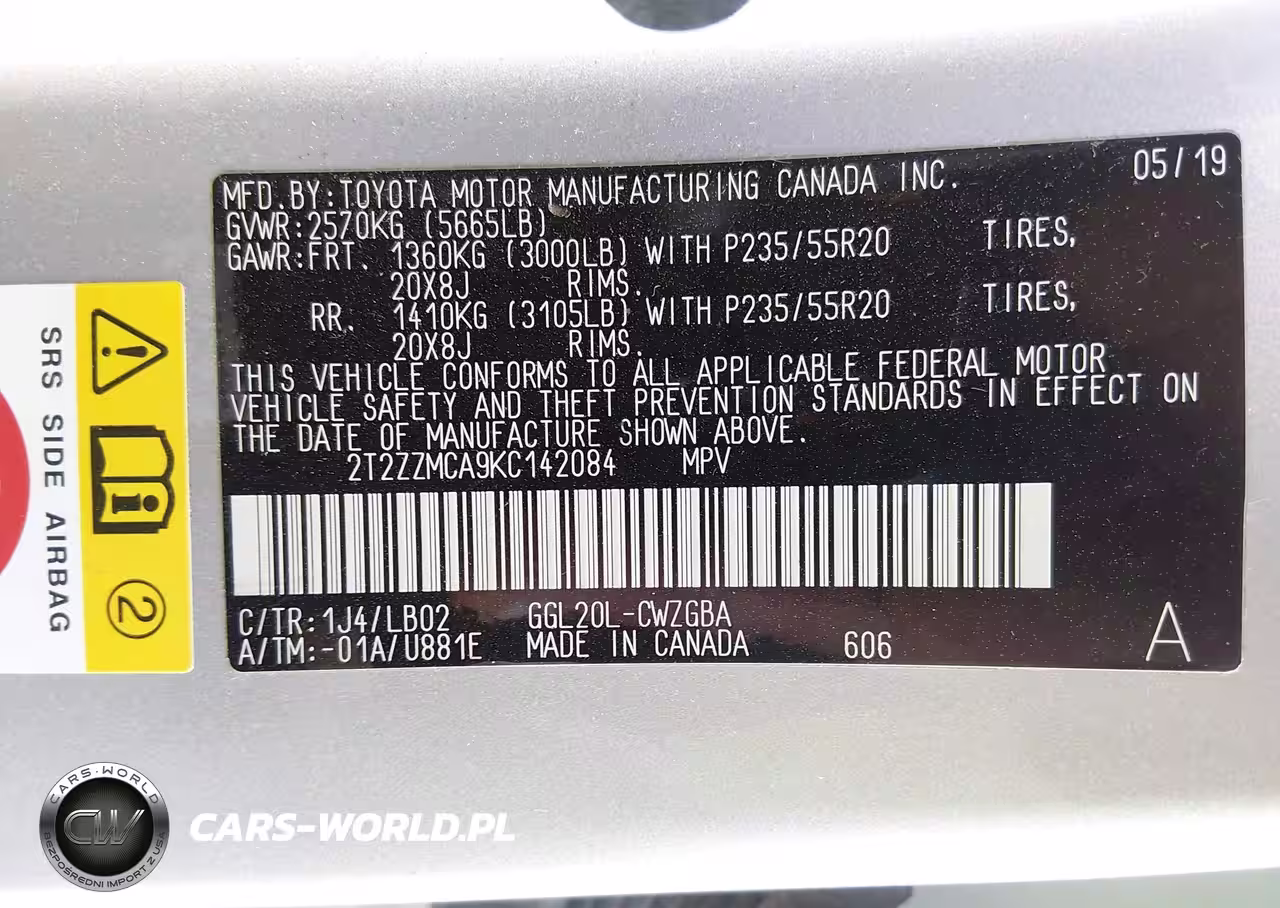 MFD.BY:TOYOTA MOTOR MANUFACTURING CANADA INC. 05/19
GVWR:2570KG (5665LB)
GAWR:FRT. 1360KG (3000LB) WITH P235/55R20 TIRES,
20X8J RIMS.
RR. 1410KG (3105LB) WITH P235/55R20 TIRES,
20X8J RIMS.
THIS VEHICLE CONFORMS TO ALL APPLICABLE FEDERAL MOTOR
VEHICLE SAFETY AND THEFT PREVENTION STANDARDS IN EFFECT ON
THE DATE OF MANUFACTURE SHOWN ABOVE.
2T2ZZMCA9KC142084 MPV
C/TR:1J4/LB02 GGL20L-CWZGBA
A/TM:-01A/U881E MADE IN CANADA 606 A
SRS SIDE AIRBAG
2
CARS-WORLD
CW
BEZPOŚREDNI IMPORT Z USA
CARS-WORLD.PL